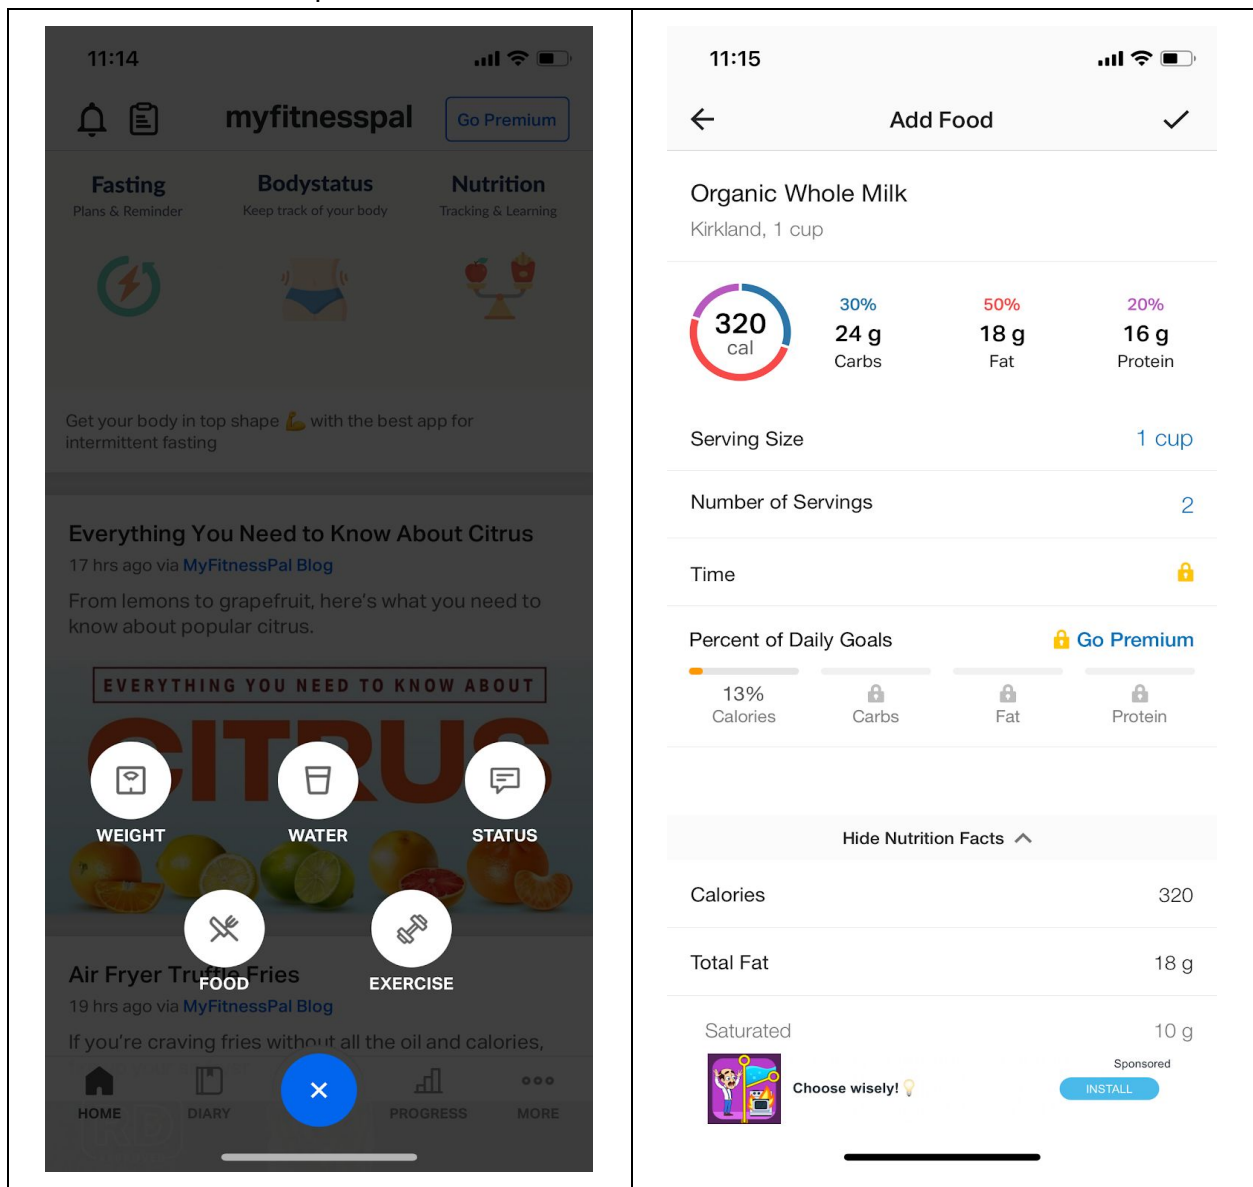 11:14
myfitnesspal
Go Premium
Fasting
Bodystatus
Nutrition
Plans & Reminder
Keep track of your body
Tracking & Learning
Get your body in top shape 💪 with the best app for
intermittent fasting
Everything You Need to Know About Citrus
17 hrs ago via MyFitnessPal Blog
From lemons to grapefruit, here's what you need to
know about popular citrus.
EVERYTHING YOU NEED TO KNOW ABOUT
CITRUS
WEIGHT
WATER
STATUS
Air Fryer Truffle Fries
FOOD
EXERCISE
19 hrs ago via MyFitnessPal Blog
If you're craving fries without all the oil and calories,
HOME
DIARY
PROGRESS
MORE
11:15
Add Food
Organic Whole Milk
Kirkland, 1 cup
320
cal
30%
50%
20%
24 g
18 g
16 g
Carbs
Fat
Protein
Serving Size
1 cup
Number of Servings
2
Time
Percent of Daily Goals
Go Premium
13%
Calories
Carbs
Fat
Protein
Hide Nutrition Facts
Calories
320
Total Fat
18 g
Saturated
10 g
Sponsored
Choose wisely! 💡
INSTALL